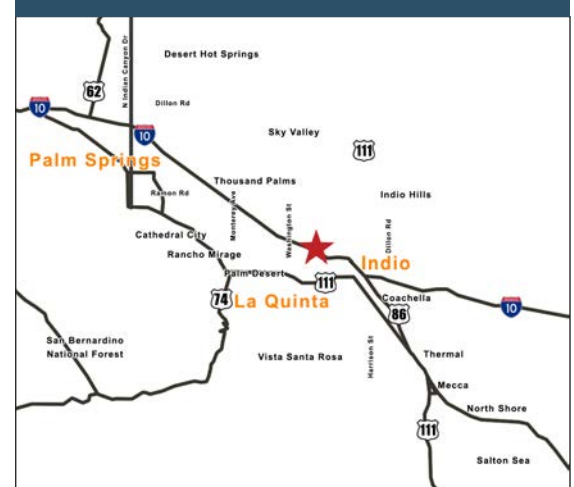 Desert Hot Springs
N Indian Canyon Dr
62
10
Dillon Rd
10
Sky Valley
111
Palm Springs
Thousand Palms
Ramon Rd
Monterey Ave
Washington St
Indio Hills
Dillon Rd
Cathedral City
Rancho Mirage
Indio
Palm Desert
111
74
La Quinta
Coachella
86
10
San Bernardino
National Forest
Vista Santa Rosa
Harrison St
Thermal
Mecca
North Shore
111
Salton Sea